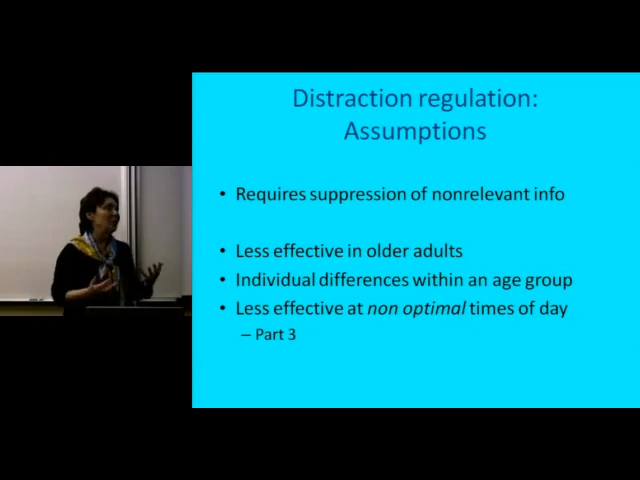 Distraction regulation:
Assumptions
• Requires suppression of nonrelevant info
• Less effective in older adults
• Individual differences within an age group
• Less effective at non optimal times of day
– Part 3